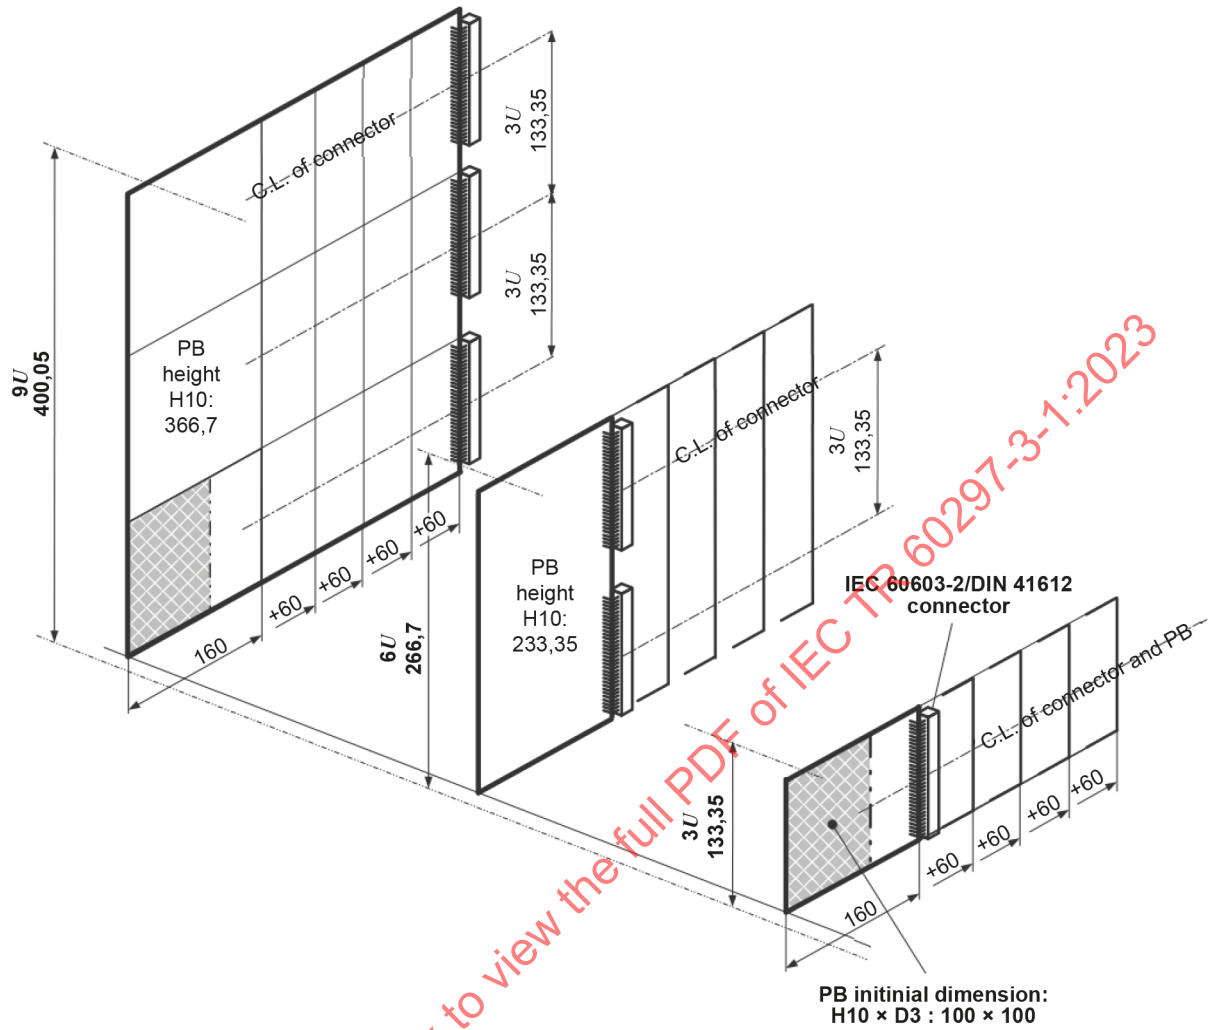 3U
133,35
C.L. of connector
3U
133,35
9U
400,05
PB
height
H10:
366,7
+60
+60
+60
+60
160
3U
133,35
C.L. of connector
PB
height
H10:
233,35
6U
266,7
IEC 60603-2/DIN 41612
connector
C.L. of connector and PB
3U
133,35
+60
+60
+60
+60
160
PB initinial dimension:
H10 × D3 : 100 × 100
to view the full PDF of IEC TR 60297-3-1:2023